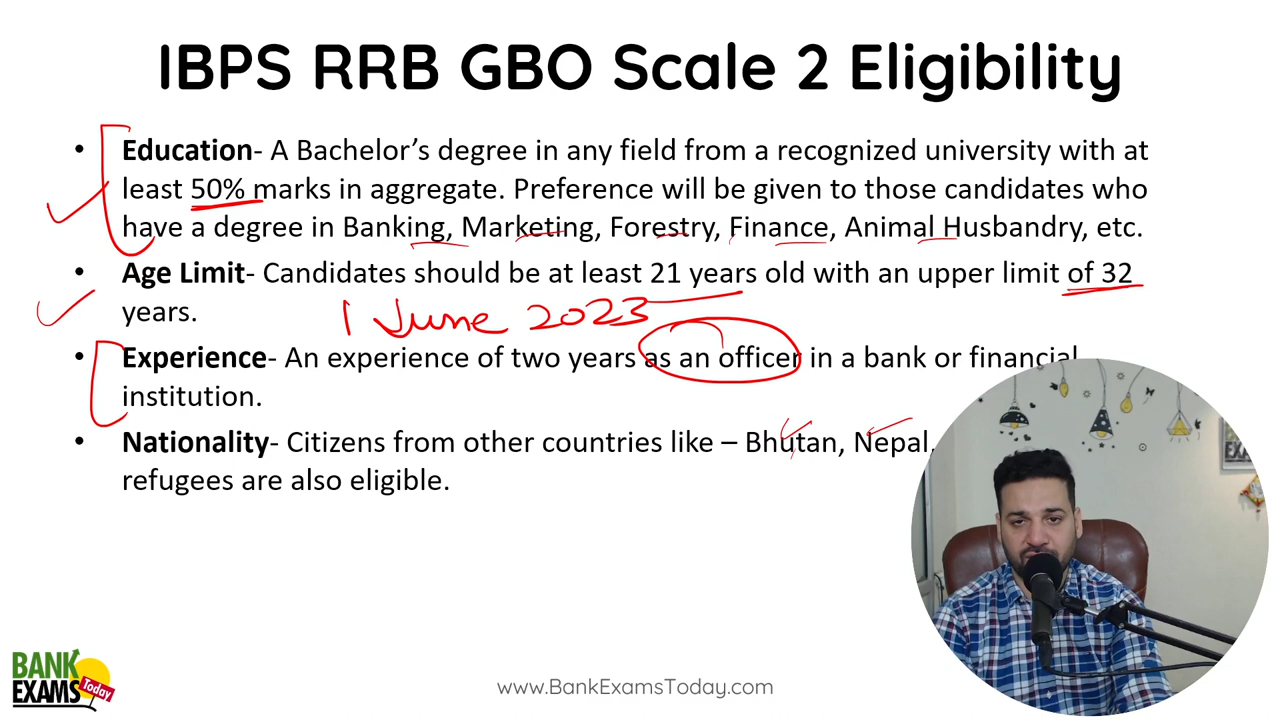 IBPS RRB GBO Scale 2 Eligibility
• Education- A Bachelor’s degree in any field from a recognized university with at
least 50% marks in aggregate. Preference will be given to those candidates who
have a degree in Banking, Marketing, Forestry, Finance, Animal Husbandry, etc.
• Age Limit- Candidates should be at least 21 years old with an upper limit of 32
years.
1 June 2023
• Experience- An experience of two years as an officer in a bank or financial
institution.
• Nationality- Citizens from other countries like – Bhutan, Nepal,
refugees are also eligible.
BANK
EXAMS
Today
www.BankExamsToday.com